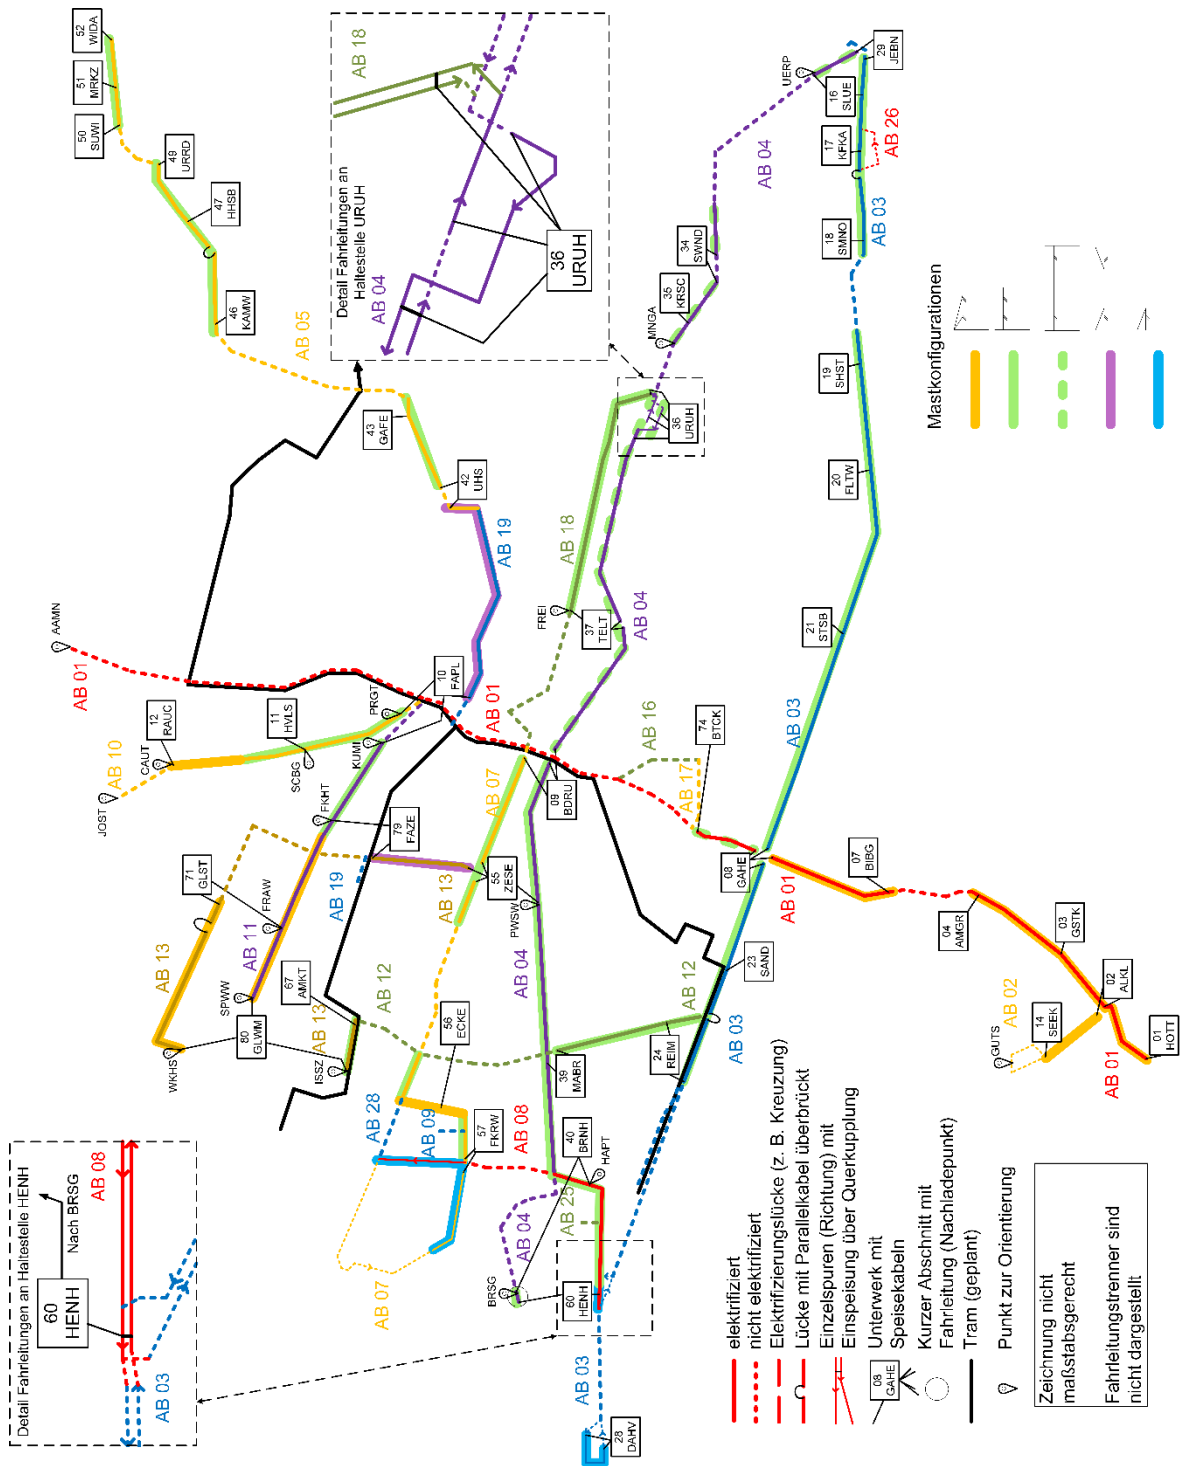 Detail Fahrleitungen an Haltestelle HENH
60
HENH
Nach BRSG
AB 08
AB 03
52
WIDA
51
MRKZ
50
SUWI
49
URRD
47
HHSB
46
KAMW
AB 05
AAMN
AB 01
JOST
AB 10
CAUT
12
RAUC
WKHS
AB 13
71
GLST
SPWW
80
GLWM
FRAW
AB 11
67
AMKT
SCBG
11
HVLS
FKHT
KUMI
PRGT
10
FAPL
ISSZ
AB 13
AB 12
AB 19
79
FAZE
43
GAFE
42
UHS
AB 19
Detail Fahrleitungen an
Haltestelle URUH
AB 18
AB 04
36
URUH
AB 28
AB 09
AB 07
56
ECKE
57
FKRW
AB 13
55
ZESE
AB 07
AB 01
PWSW
AB 08
BRSG
AB 04
40
BRNH
HAPT
AB 25
60
HENH
39
MABR
AB 04
09
BDRU
FREI
AB 18
37
TELT
AB 04
36
URUH
MNGA
35
KRSC
34
SWND
AB 04
UERP
AB 03
28
DAHV
24
REIM
AB 12
23
SAND
AB 03
AB 16
74
BTCK
AB 17
08
GAHE
AB 01
07
BIBG
AB 03
21
STSB
20
FLTW
19
SHST
18
SMNO
AB 03
17
KFKA
AB 26
16
SLUE
29
JEBN
04
AMGR
03
GSTK
02
ALKL
AB 02
GUTS
14
SEEK
AB 01
01
HOTT
elektrifiziert
nicht elektrifiziert
Elektrifizierungslücke (z. B. Kreuzung)
Lücke mit Parallelkabel überbrückt
Einzelspuren (Richtung) mit
Einspeisung über Querkupplung
08
GAHE
Unterwerk mit
Speisekabeln
Kurzer Abschnitt mit
Fahrleitung (Nachladepunkt)
Tram (geplant)
Punkt zur Orientierung
Zeichnung nicht
maßstabsgerecht
Fahrleitungstrenner sind
nicht dargestellt
Mastkonfigurationen